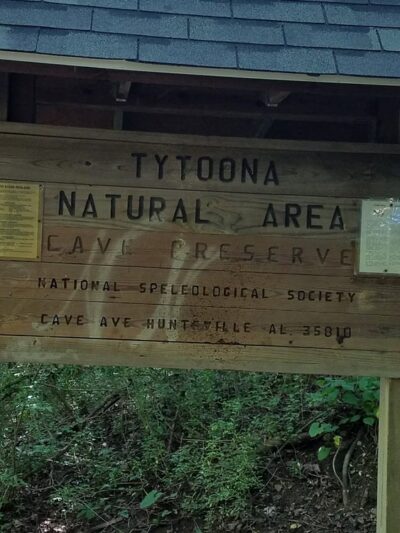 TYTOONA
NATURAL AREA
CAVE PRESERVE
NATIONAL SPELEOLOGICAL SOCIETY
CAVE AVE HUNTSVILLE AL. 35810